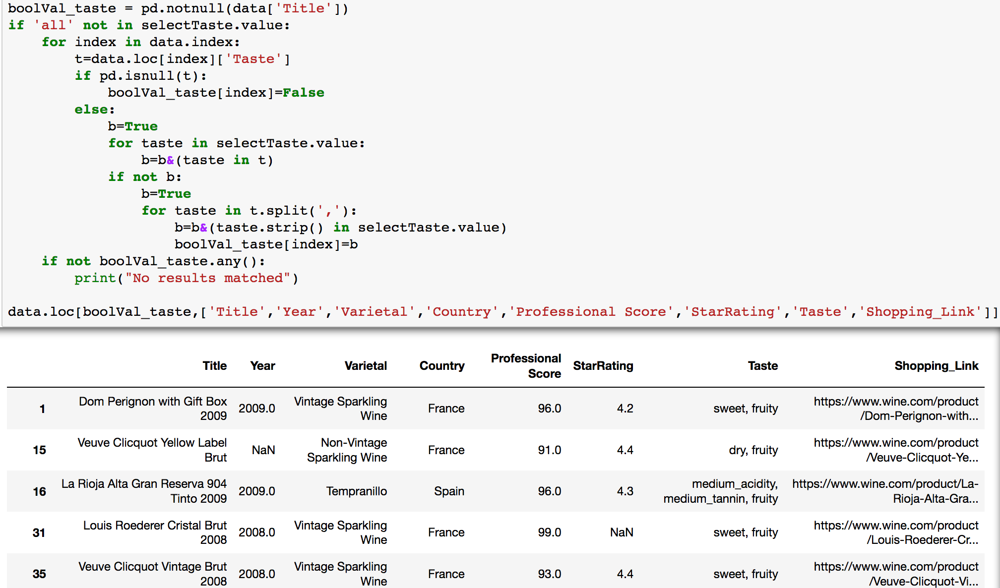 boolVal_taste = pd.notnull(data['Title'])
if 'all' not in selectTaste.value:
    for index in data.index:
        t=data.loc[index]['Taste']
        if pd.isnull(t):
            boolVal_taste[index]=False
        else:
            b=True
            for taste in selectTaste.value:
                b=b&(taste in t)
            if not b:
                b=True
                for taste in t.split(','):
                    b=b&(taste.strip() in selectTaste.value)
                    boolVal_taste[index]=b
    if not boolVal_taste.any():
        print("No results matched")
data.loc[boolVal_taste,['Title','Year','Varietal','Country','Professional Score','StarRating','Taste','Shopping_Link']]
Title Year Varietal Country Professional Score StarRating Taste Shopping_Link
1 Dom Perignon with Gift Box 2009 2009.0 Vintage Sparkling Wine France 96.0 4.2 sweet, fruity https://www.wine.com/product/Dom-Perignon-with...
15 Veuve Clicquot Yellow Label Brut NaN Non-Vintage Sparkling Wine France 91.0 4.4 dry, fruity https://www.wine.com/product/Veuve-Clicquot-Ye...
16 La Rioja Alta Gran Reserva 904 Tinto 2009 2009.0 Tempranillo Spain 96.0 4.3 medium_acidity, medium_tannin, fruity https://www.wine.com/product/La-Rioja-Alta-Gra...
31 Louis Roederer Cristal Brut 2008 2008.0 Vintage Sparkling Wine France 99.0 NaN sweet, fruity https://www.wine.com/product/Louis-Roederer-Cr...
35 Veuve Clicquot Vintage Brut 2008 2008.0 Vintage Sparkling Wine France 93.0 4.4 sweet, fruity https://www.wine.com/product/Veuve-Clicquot-Vi...